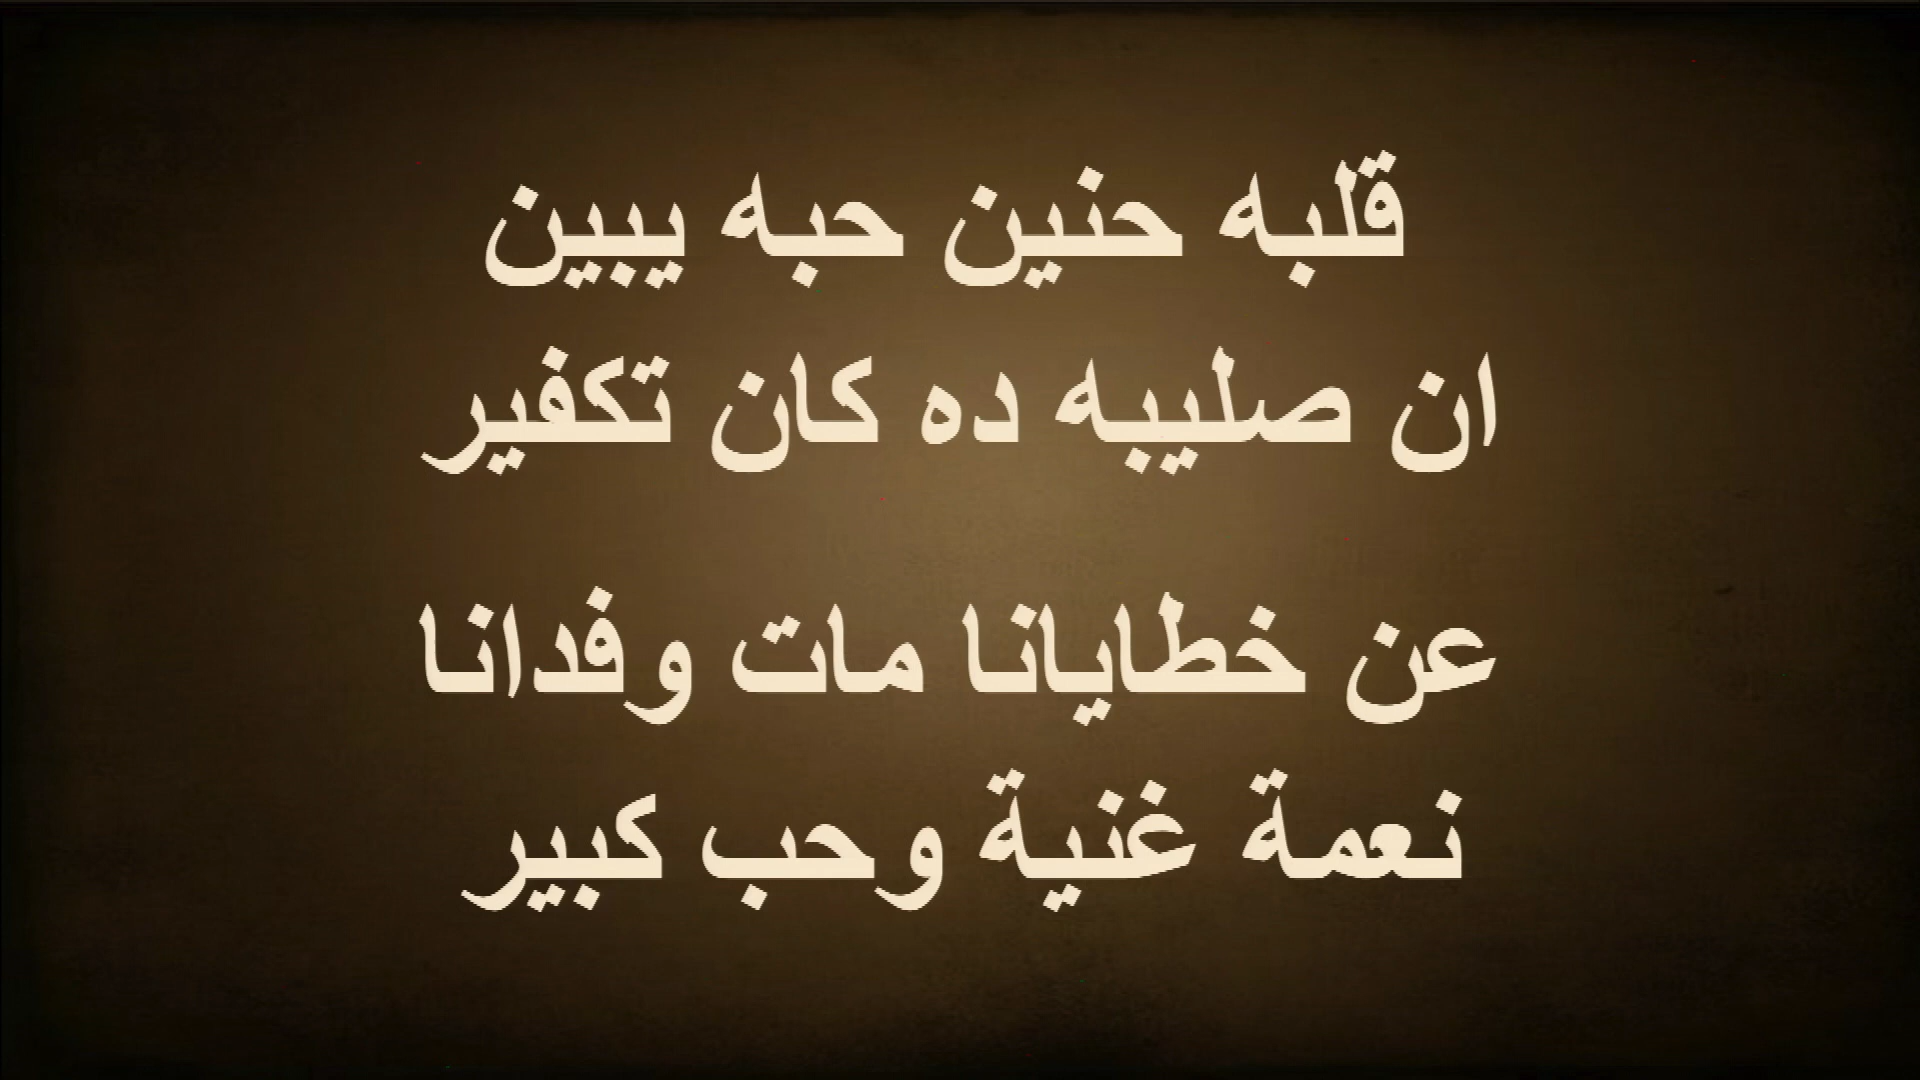 قلبه حنين حبه يبين
ان صليبه ده كان تكفير
عن خطايانا مات وفدانا
نعمة غنية وحب كبير